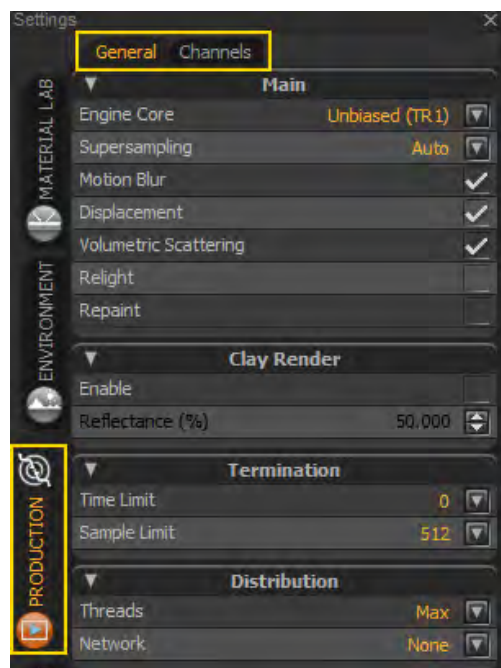 Settings
General Channels
MATERIAL LAB
ENVIRONMENT
PRODUCTION
Main
Engine Core Unbiased (TR1)
Supersampling Auto
Motion Blur
Displacement
Volumetric Scattering
Relight
Repaint
Clay Render
Enable
Reflectance (%) 50.000
Termination
Time Limit 0
Sample Limit 512
Distribution
Threads Max
Network None